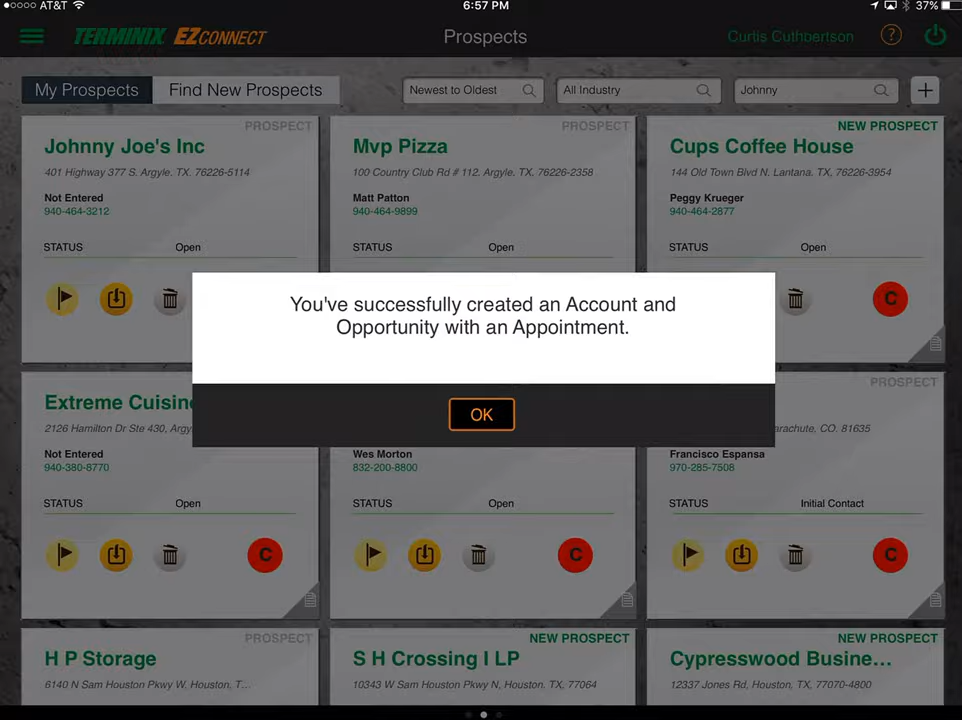 AT&T 6:57 PM 37%
TERMINIX EZCONNECT Prospects Curtis Cuthbertson ?
My Prospects Find New Prospects Newest to Oldest All Industry Johnny +
PROSPECT PROSPECT NEW PROSPECT
Johnny Joe's Inc Mvp Pizza Cups Coffee House
401 Highway 377 S. Argyle. TX. 76226-5114 100 Country Club Rd # 112. Argyle. TX, 76226-2358 144 Old Town Blvd N. Lantana. TX, 76226-3954
Not Entered Matt Patton Peggy Krueger
940-464-3212 940-464-9899 940-464-2877
STATUS Open STATUS Open STATUS Open
C
You've successfully created an Account and
Opportunity with an Appointment.
OK
PROSPECT
Extreme Cuisin
2126 Hamilton Dr Ste 430, Argy arachute, CO. 81635
Not Entered Wes Morton Francisco Espansa
940-380-8770 832-200-8800 970-285-7508
STATUS Open STATUS Open STATUS Initial Contact
C C C
PROSPECT NEW PROSPECT NEW PROSPECT
H P Storage S H Crossing I LP Cypresswood Busine...
6140 N Sam Houston Pkwy W, Houston, T... 10343 W Sam Houston Pkwy N, Houston, TX, 77064 12337 Jones Rd, Houston, TX, 77070-4800